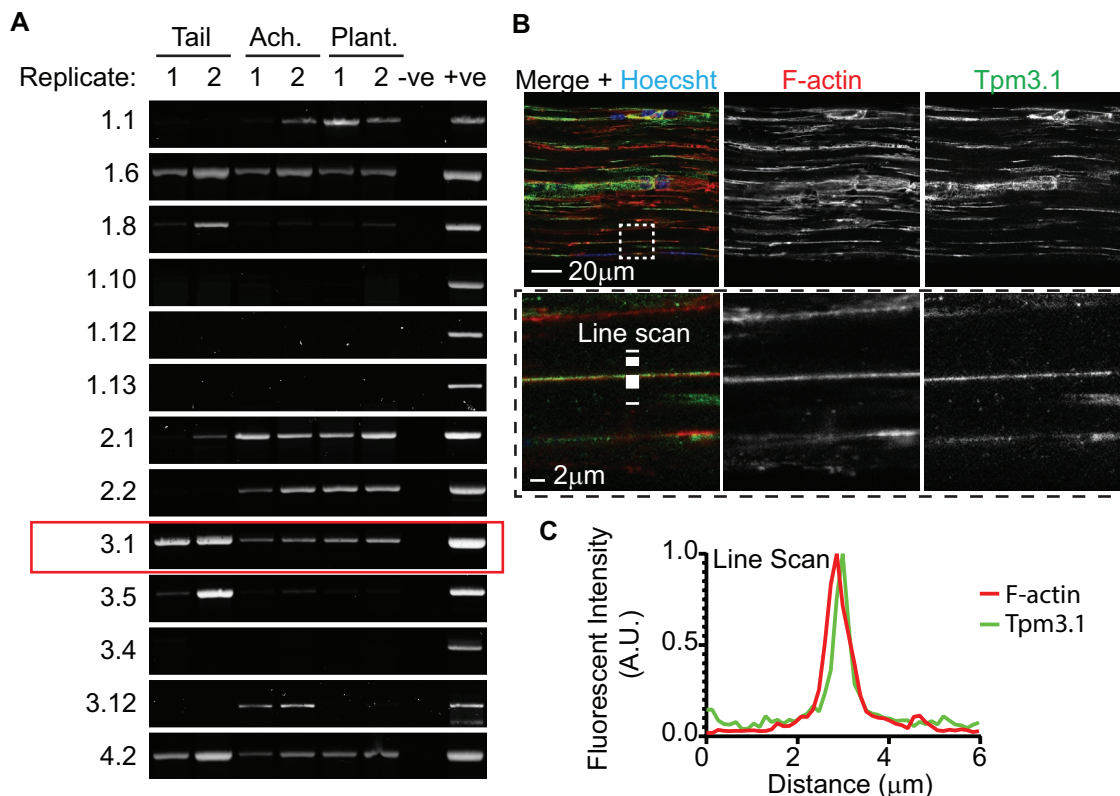 A
Tail Ach. Plant.
Replicate: 1 2 1 2 1 2 -ve +ve
1.1
1.6
1.8
1.10
1.12
1.13
2.1
2.2
3.1
3.5
3.4
3.12
4.2
B
Merge + Hoecsht F-actin Tpm3.1
20μm
Line scan
2μm
C
Line Scan
Fluorescent Intensity
(A.U.)
1.0
0.5
0.0
0 2 4 6
Distance (μm)
F-actin
Tpm3.1